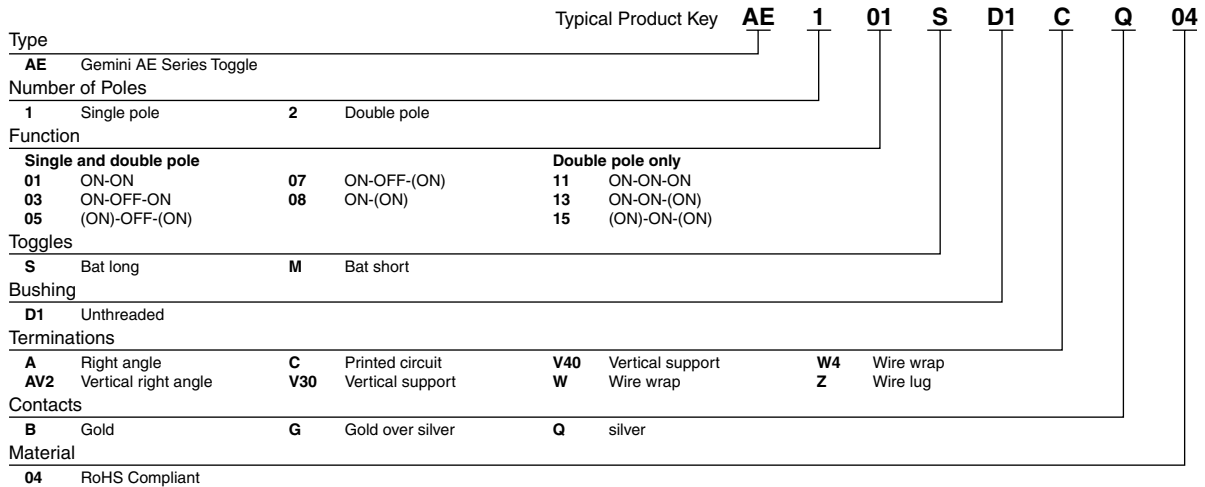 Typical Product Key AE 1 01 S D1 C Q 04
Type
AE Gemini AE Series Toggle
Number of Poles
1 Single pole 2 Double pole
Function
Single and double pole Double pole only
01 ON-ON 07 ON-OFF-(ON) 11 ON-ON-ON
03 ON-OFF-ON 08 ON-(ON) 13 ON-ON-(ON)
05 (ON)-OFF-(ON) 15 (ON)-ON-(ON)
Toggles
S Bat long M Bat short
Bushing
D1 Unthreaded
Terminations
A Right angle C Printed circuit V40 Vertical support W4 Wire wrap
AV2 Vertical right angle V30 Vertical support W Wire wrap Z Wire lug
Contacts
B Gold G Gold over silver Q silver
Material
04 RoHS Compliant